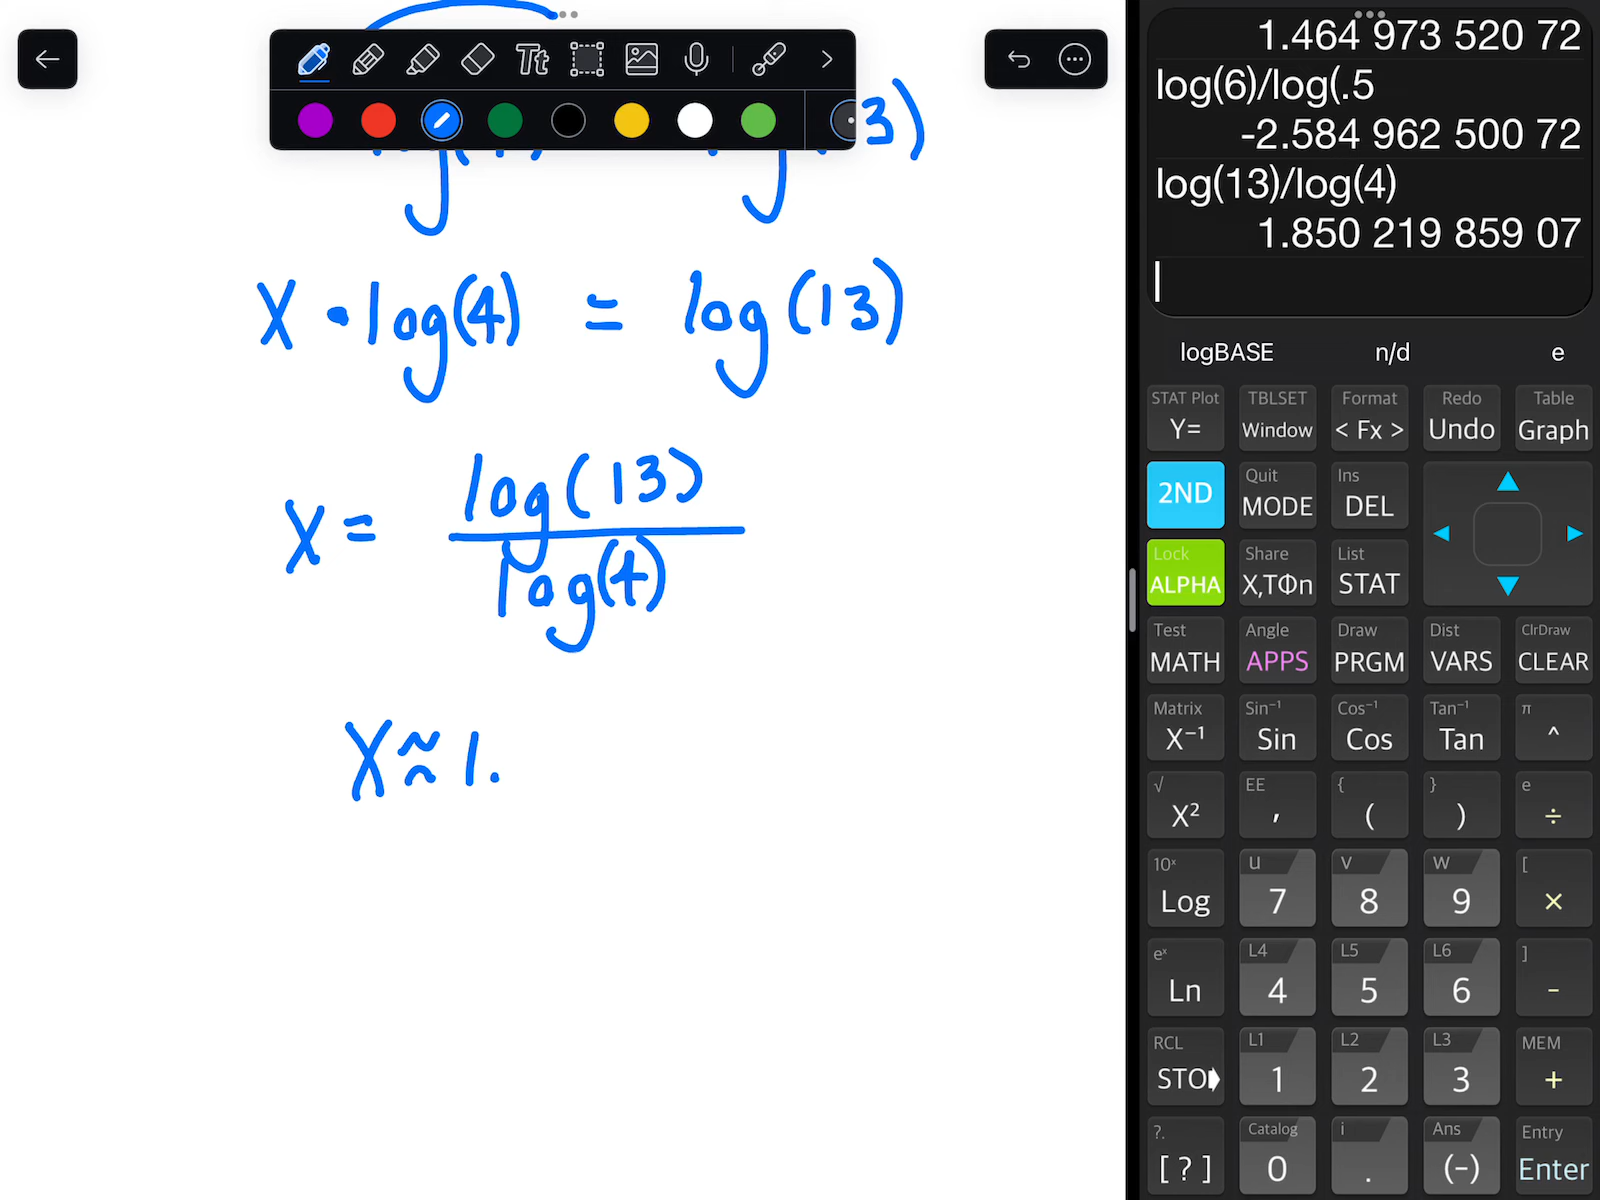 Tt
3)
x · log(4) = log(13)
x = log(13)
log(4)
x ≈ 1.
1.464 973 520 72
log(6)/log(.5
-2.584 962 500 72
log(13)/log(4)
1.850 219 859 07
logBASE n/d e
STAT Plot TBLSET Format Redo Table
Y= Window < Fx > Undo Graph
Quit Ins
2ND MODE DEL
Lock Share List
ALPHA X,TΦn STAT
Test Angle Draw Dist ClrDraw
MATH APPS PRGM VARS CLEAR
Matrix Sin⁻¹ Cos⁻¹ Tan⁻¹ π
X⁻¹ Sin Cos Tan ^
√ EE { } e
X² , ( ) ÷
10ˣ u v w [
Log 7 8 9 ×
eˣ L4 L5 L6 ]
Ln 4 5 6 -
RCL L1 L2 L3 MEM
STO 1 2 3 +
?. Catalog i Ans Entry
[ ? ] 0 . (-) Enter